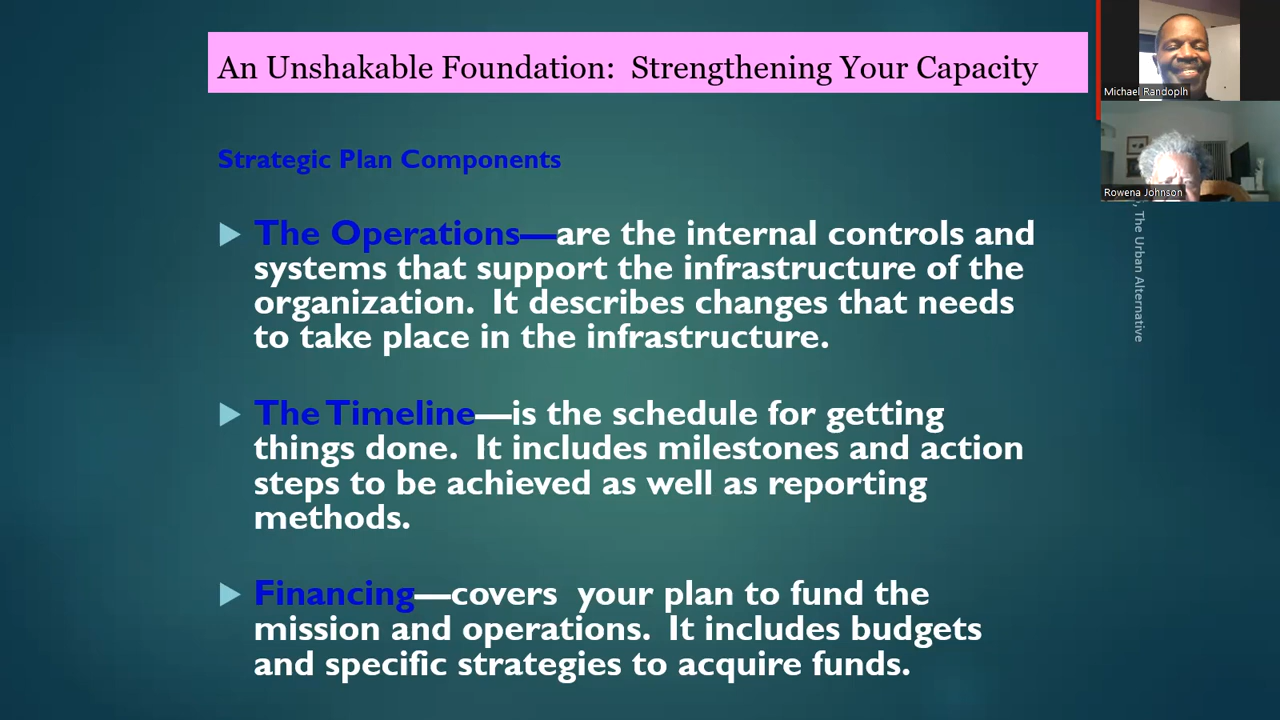 An Unshakable Foundation:  Strengthening Your Capacity
Strategic Plan Components
The Operations—are the internal controls and
systems that support the infrastructure of the
organization.  It describes changes that needs
to take place in the infrastructure.
The Timeline—is the schedule for getting
things done.  It includes milestones and action
steps to be achieved as well as reporting
methods.
Financing—covers  your plan to fund the
mission and operations.  It includes budgets
and specific strategies to acquire funds.
Michael Randoplh
Rowena Johnson
The Urban Alternative